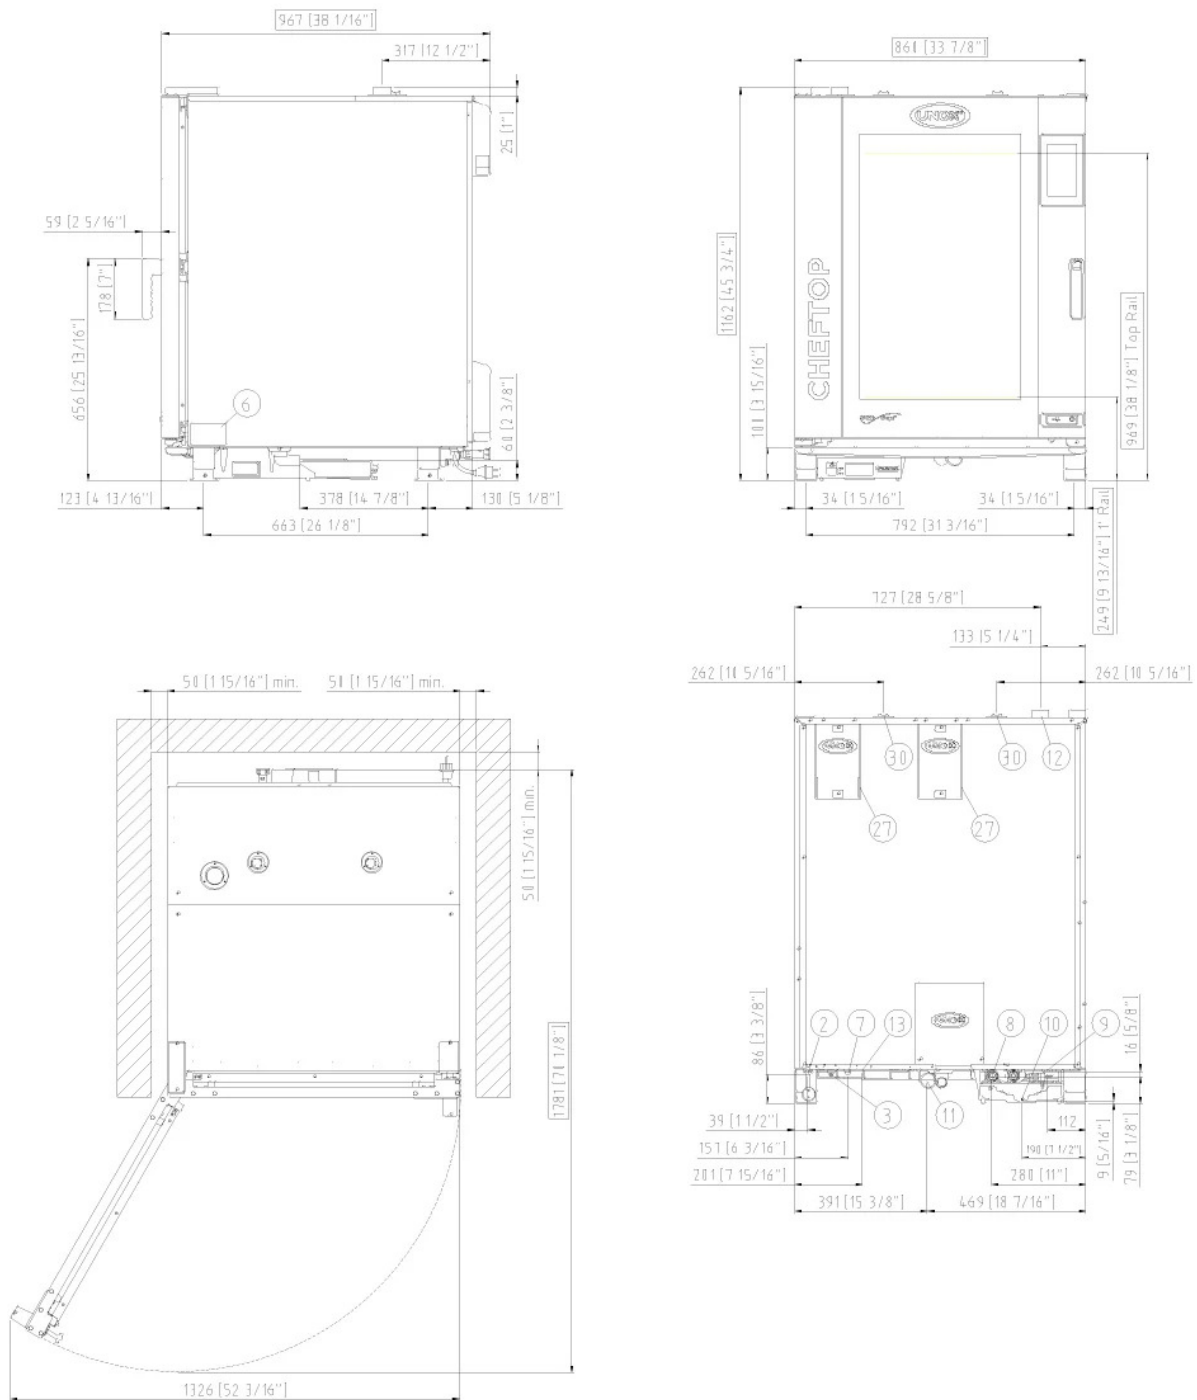 967 [38 1/16"]
317 [12 1/2"]
25 [1"]
59 [2 5/16"]
178 [7"]
656 [25 13/16"]
6
60 [2 3/8"]
123 [4 13/16"]
378 [14 7/8"]
130 [5 1/8"]
663 [26 1/8"]
860 [33 7/8"]
UNOX
1162 [45 3/4"]
CHEFTOP
100 [3 15/16"]
969 [38 1/8"] Top Rail
34 [1 5/16"]
34 [1 5/16"]
792 [31 3/16"]
249 [9 13/16"] 1' Rail
50 [1 15/16"] min.
50 [1 15/16"] min.
50 [1 15/16"] min.
1781 [70 1/8"]
1326 [52 3/16"]
727 [28 5/8"]
133 [5 1/4"]
262 [10 5/16"]
262 [10 5/16"]
30
30
12
27
27
86 [3 3/8"]
2
7
13
8
10
9
16 [5/8"]
3
11
39 [1 1/2"]
112
157 [6 3/16"]
190 [7 1/2"]
9 [5/16"]
79 [3 1/8"]
201 [7 15/16"]
280 [11"]
391 [15 3/8"]
469 [18 7/16"]